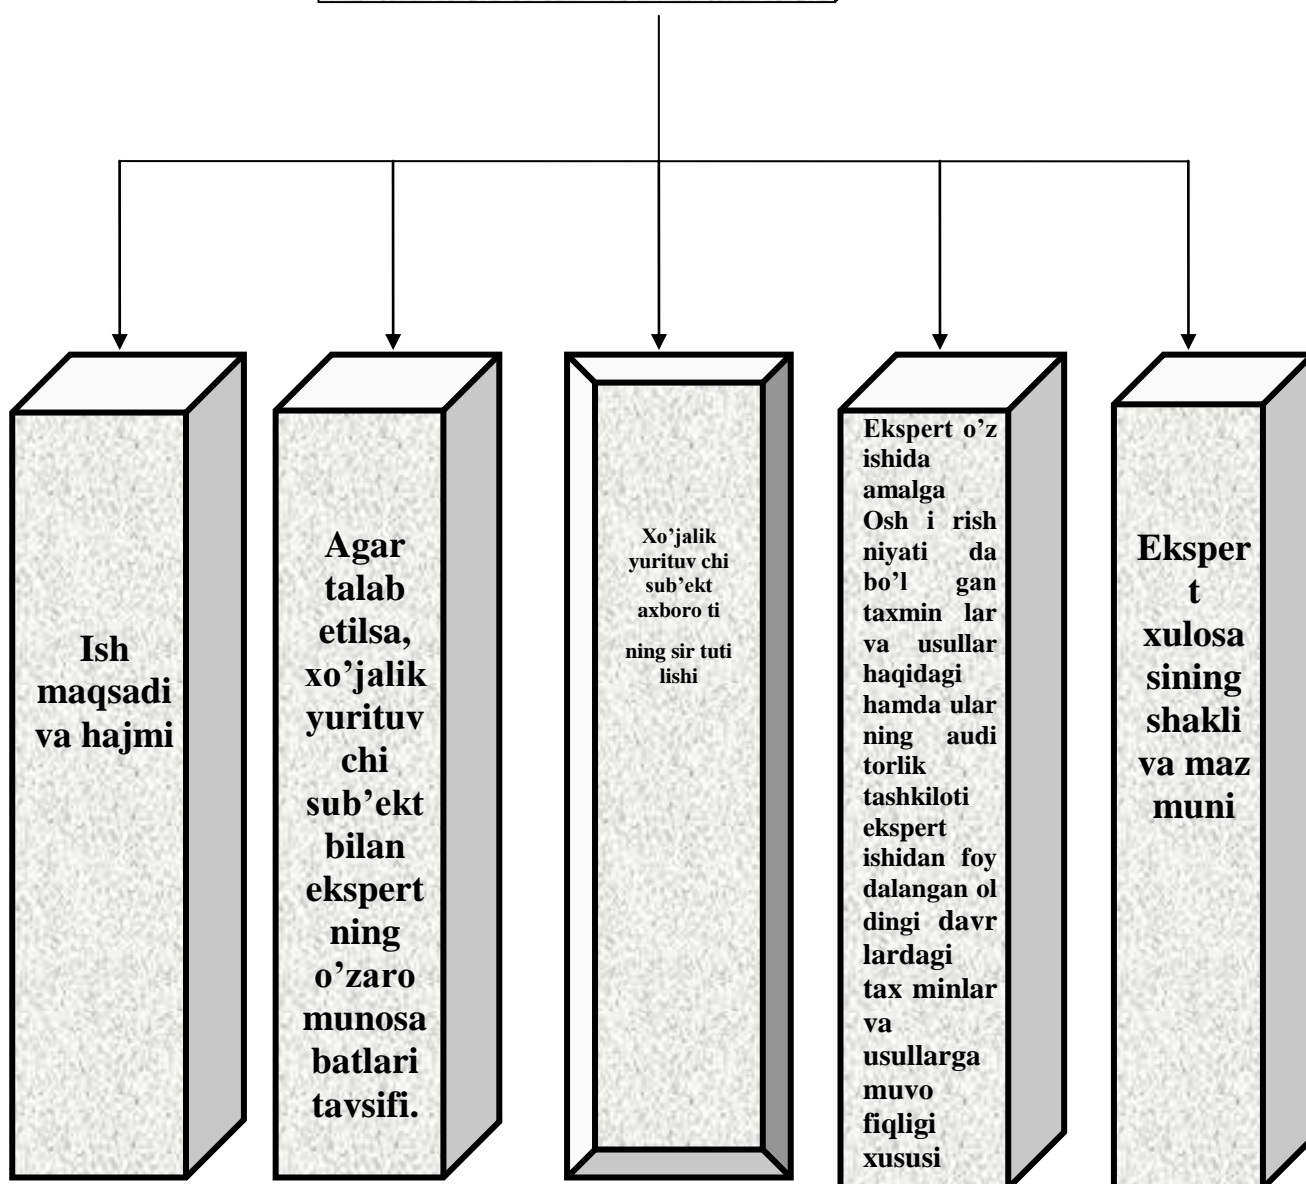 Ish
maqsadi
va hajmi
Agar
talab
etilsa,
xo’jalik
yurituv
chi
sub’ekt
bilan
ekspert
ning
o’zaro
munosa
batlari
tavsifi.
Xo’jalik
yurituv chi
sub’ekt
axboro ti
ning sir tuti
lishi
Ekspert o’z
ishida
amalga
Osh i rish
niyati da
bo’l gan
taxmin lar
va usullar
haqidagi
hamda ular
ning audi
torlik
tashkiloti
ekspert
ishidan foy
dalangan ol
dingi davr
lardagi
tax minlar
va
usullarga
muvo
fiqligi
xususi
Eksper
t
xulosa
sining
shakli
va maz
muni